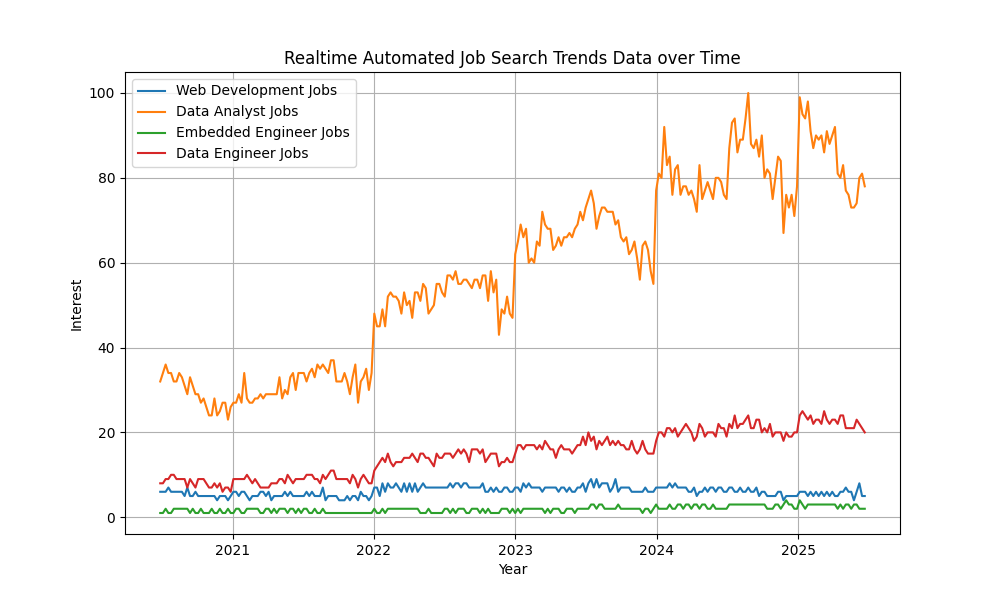 Realtime Automated Job Search Trends Data over Time
Web Development Jobs
Data Analyst Jobs
Embedded Engineer Jobs
Data Engineer Jobs
100
80
60
40
20
0
Interest
2021 2022 2023 2024 2025
Year